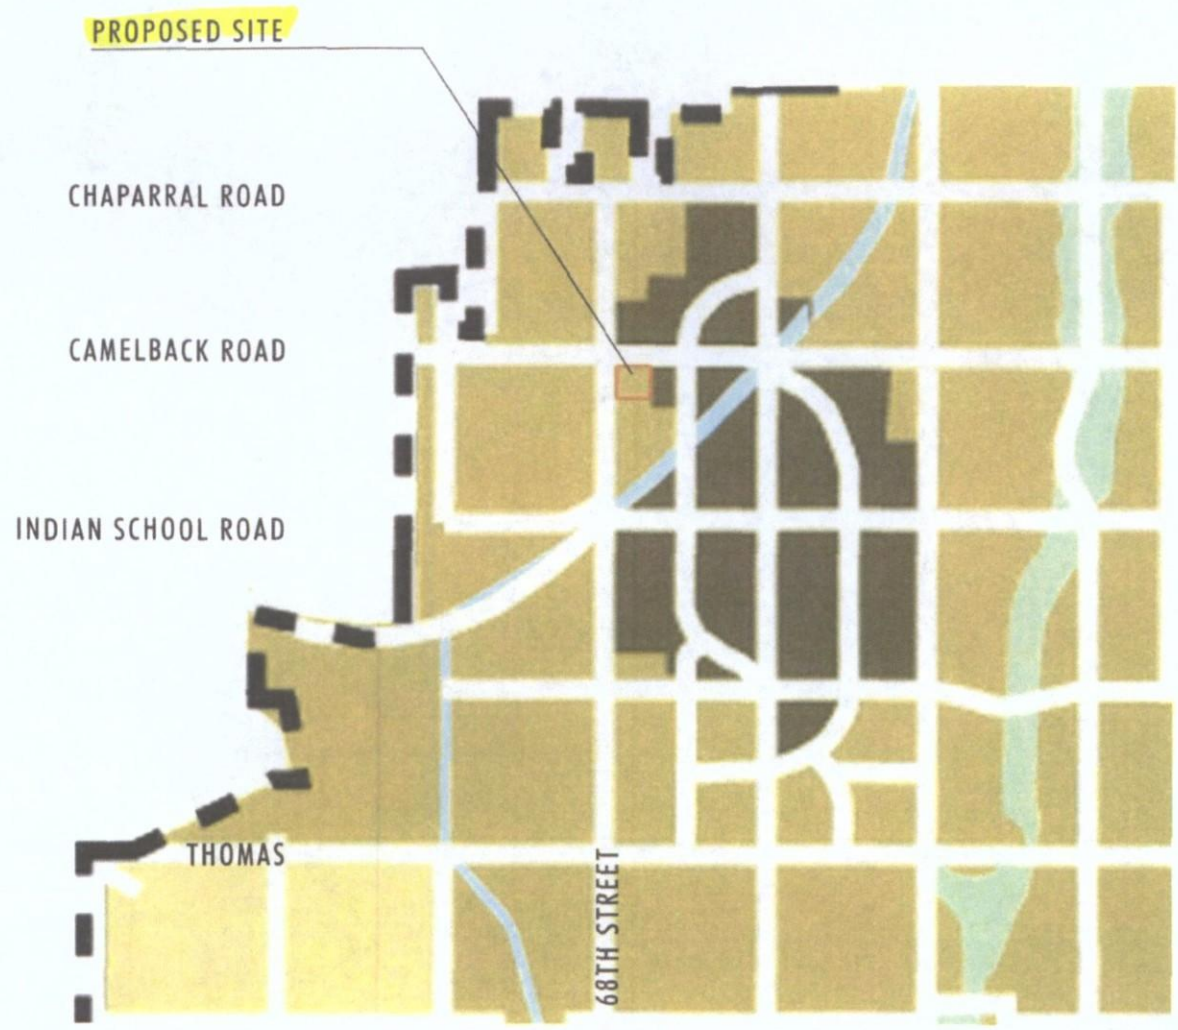 PROPOSED SITE
CHAPARRAL ROAD
CAMELBACK ROAD
INDIAN SCHOOL ROAD
THOMAS
68TH STREET